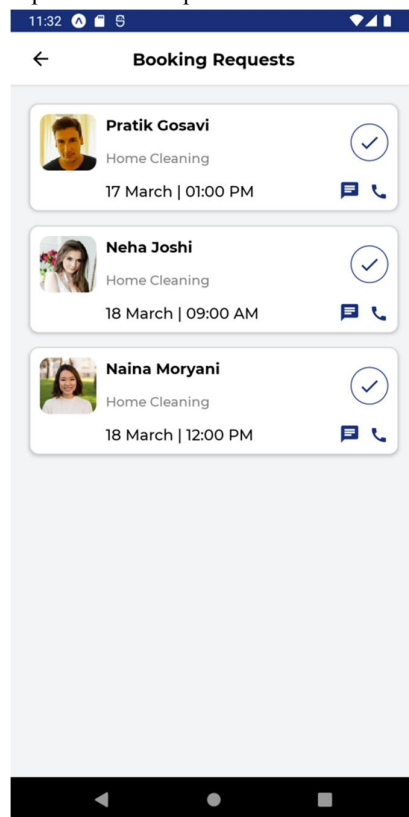 11:32
Booking Requests
Pratik Gosavi
Home Cleaning
17 March | 01:00 PM
Neha Joshi
Home Cleaning
18 March | 09:00 AM
Naina Moryani
Home Cleaning
18 March | 12:00 PM